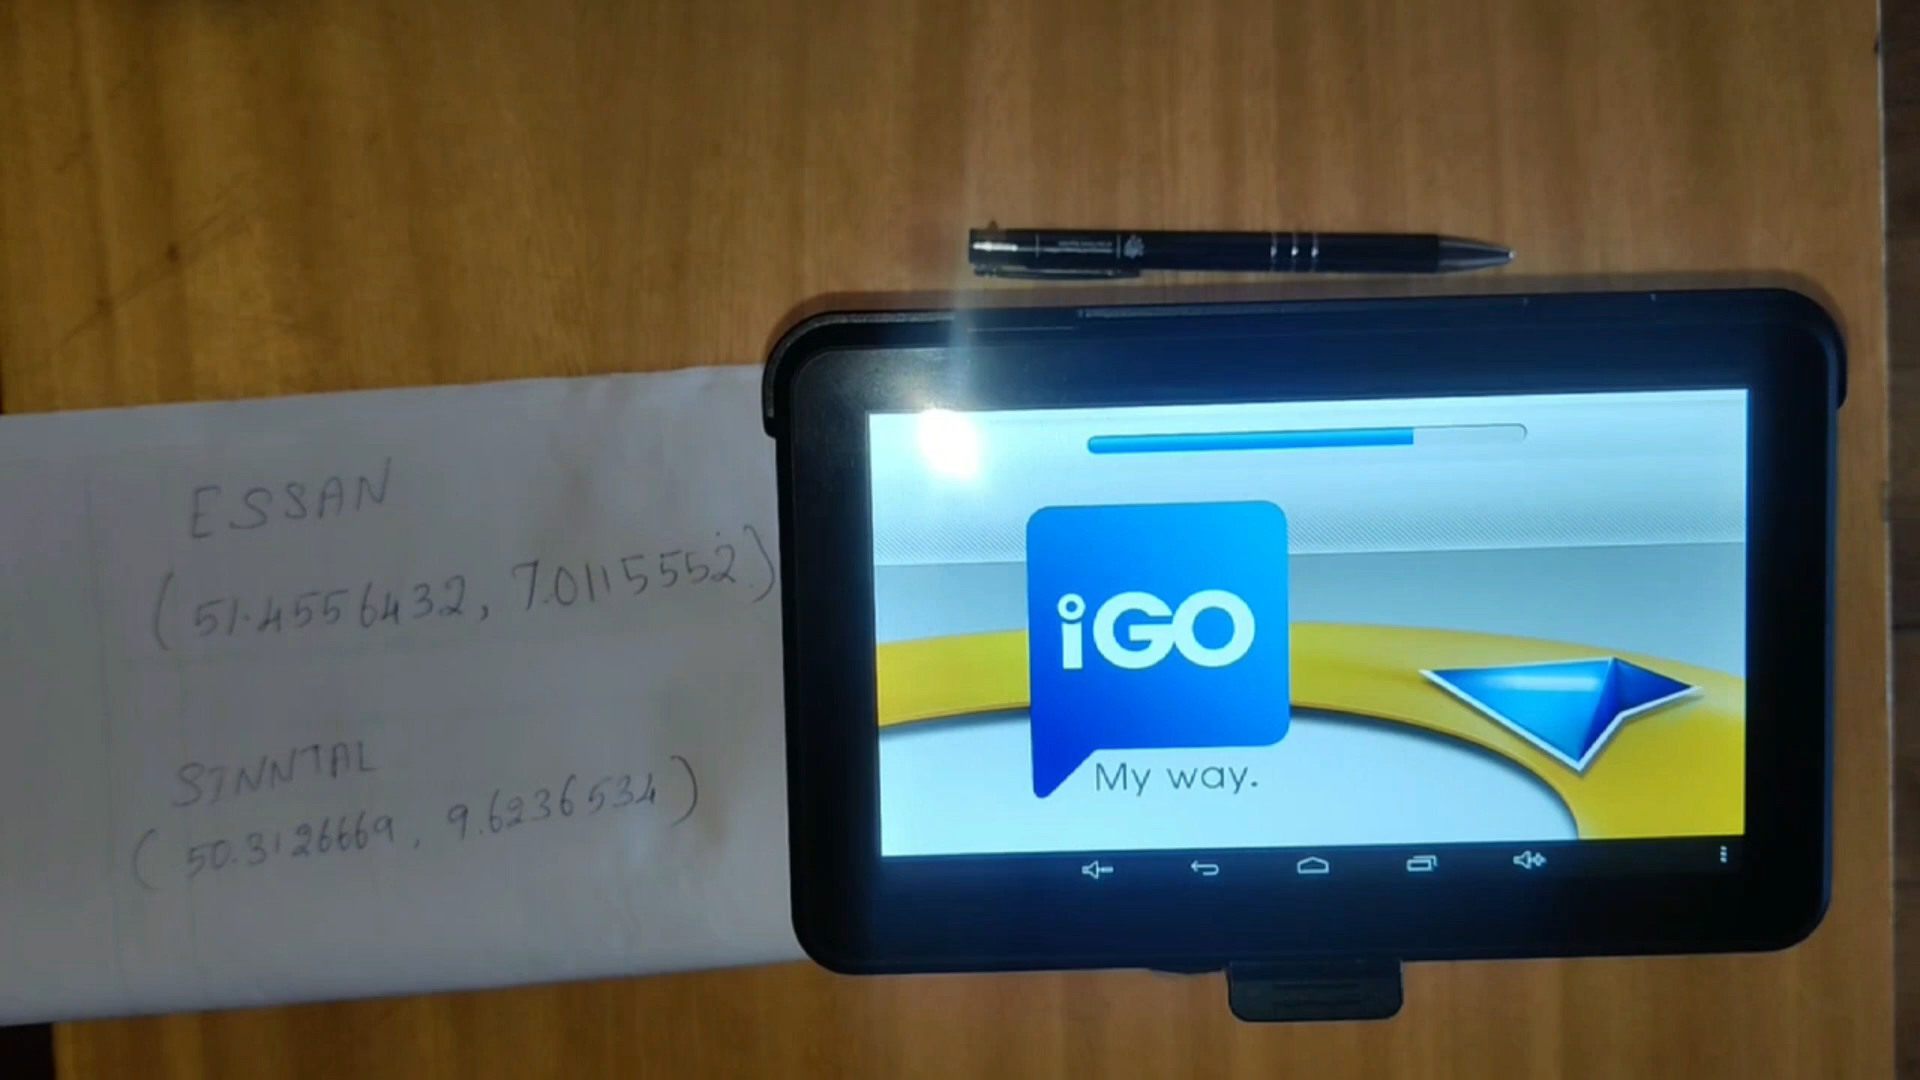 ESSAN
(51.4556432, 7.0115552)
SINNTAL
(50.3126669, 9.6236534)
iGO
My way.